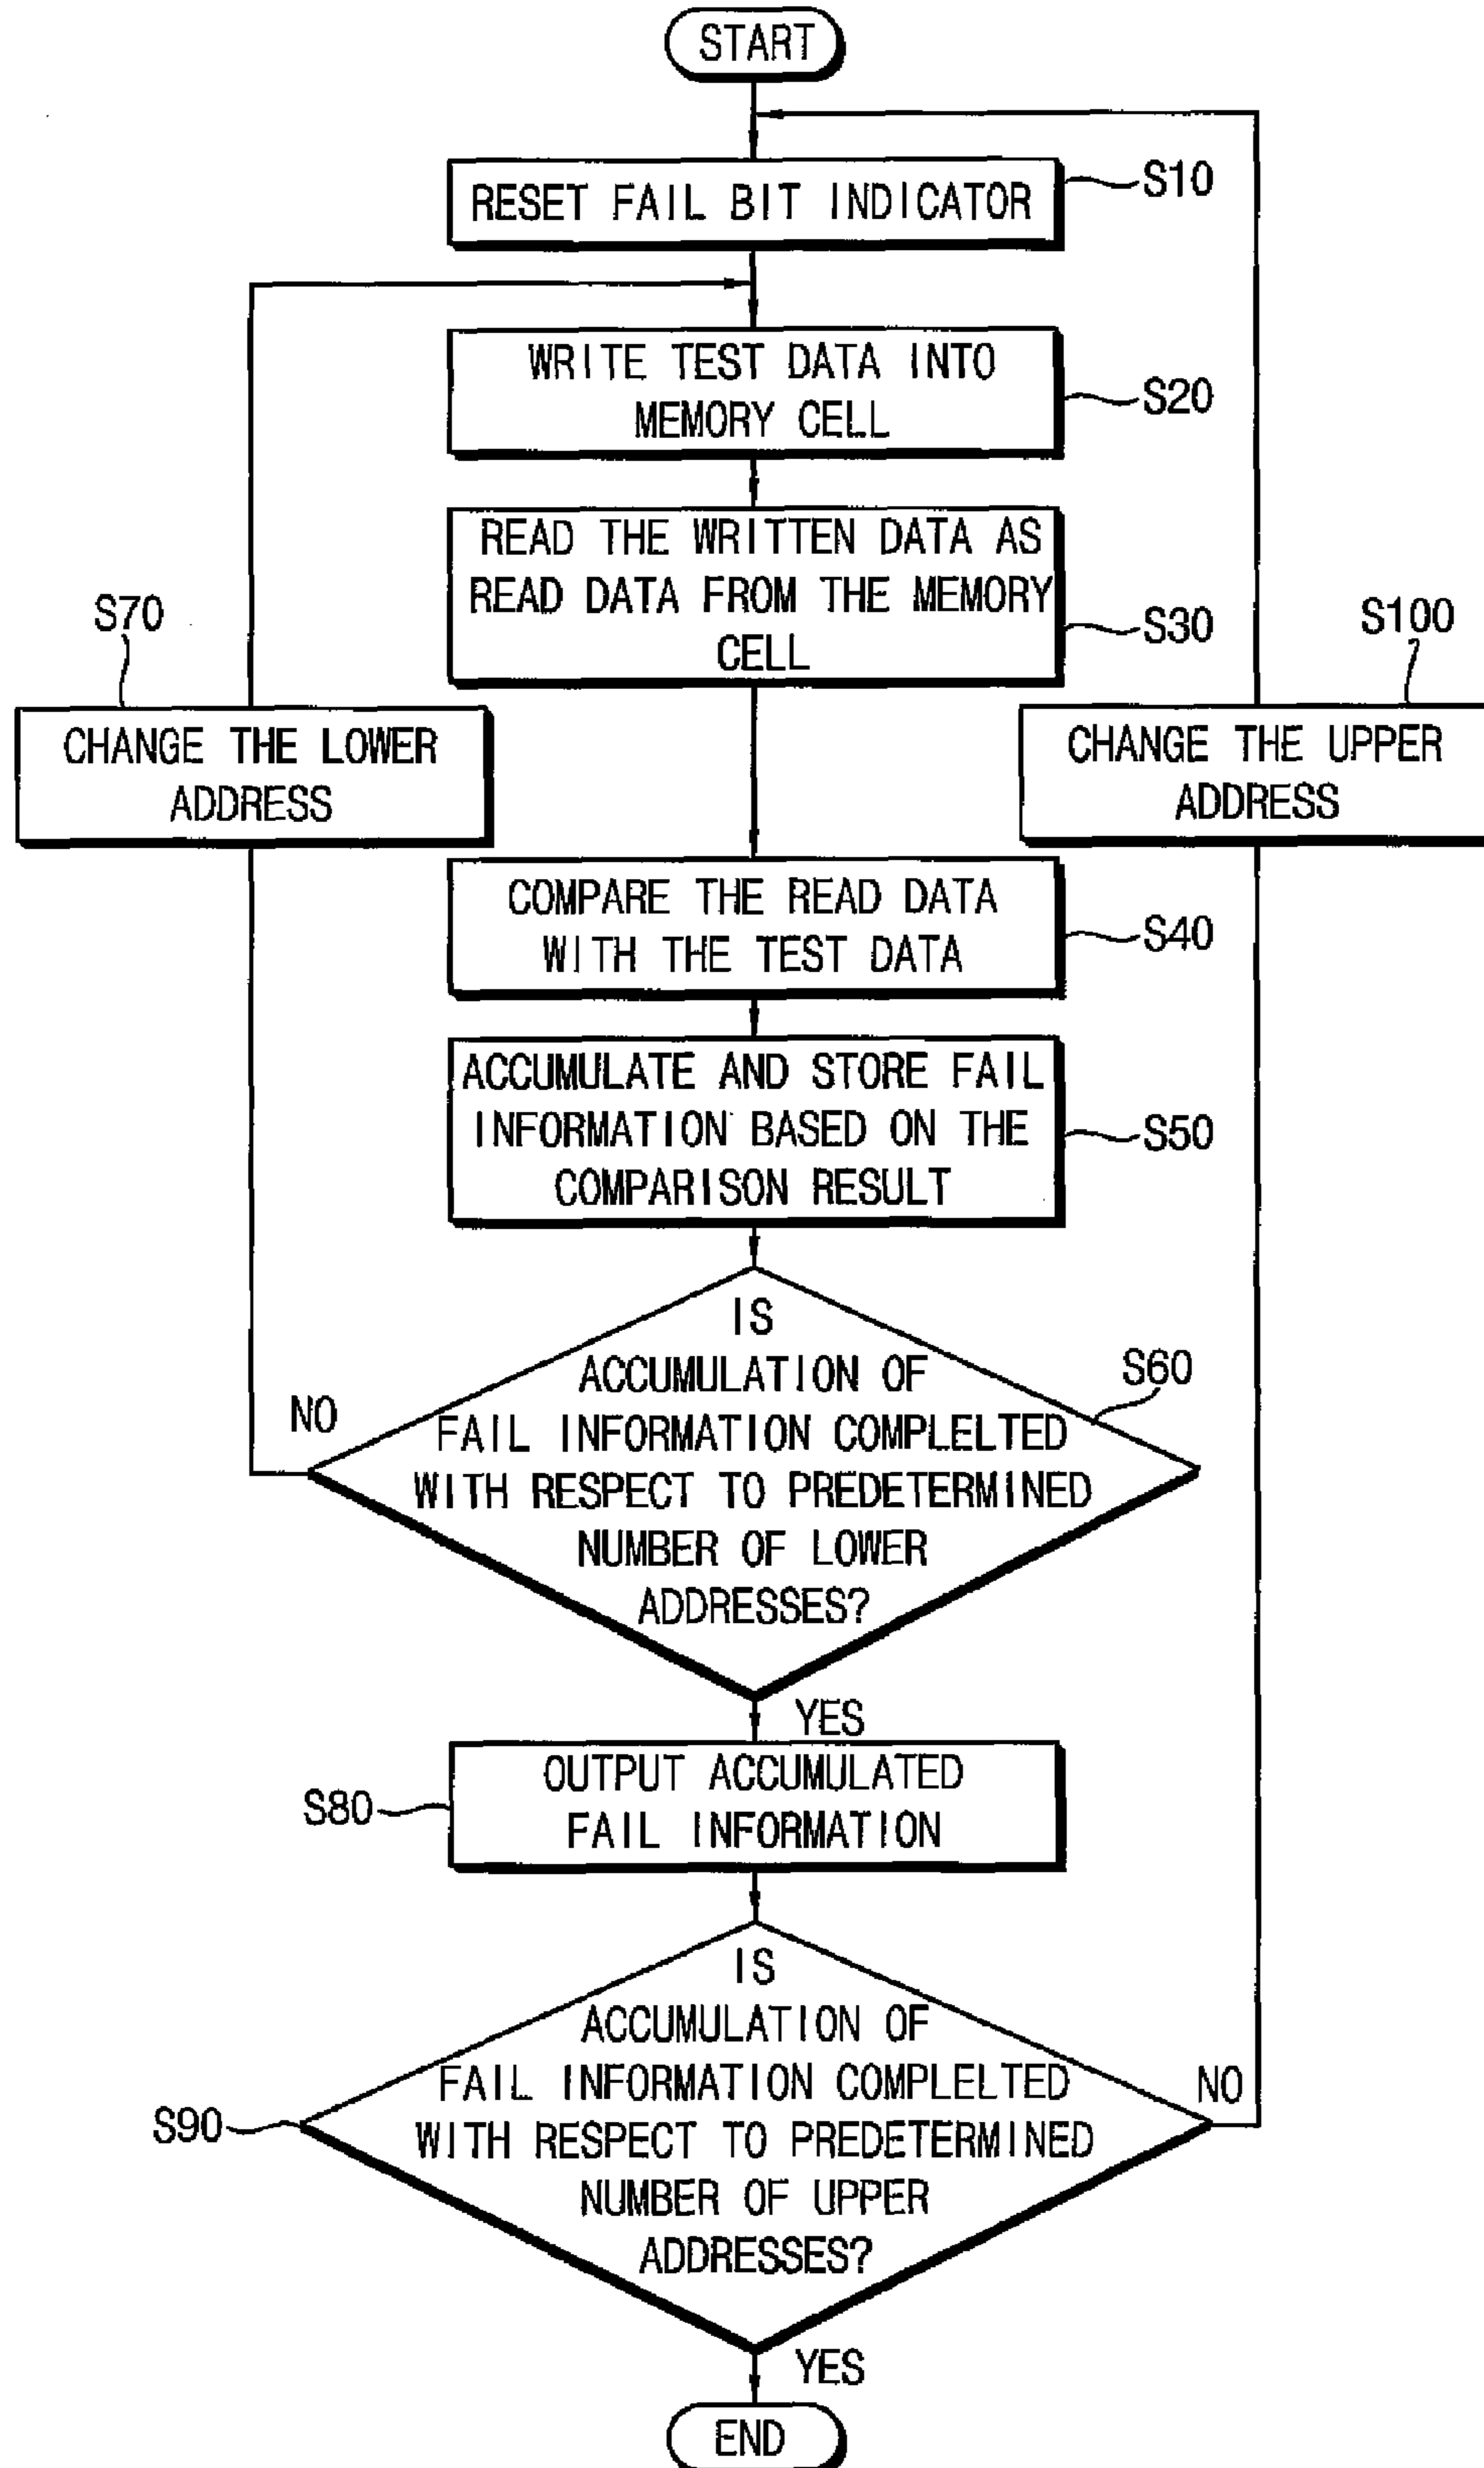 START
RESET FAIL BIT INDICATOR
S10
WRITE TEST DATA INTO
MEMORY CELL
S20
READ THE WRITTEN DATA AS
READ DATA FROM THE MEMORY
CELL
S30
S70
CHANGE THE LOWER
ADDRESS
S100
CHANGE THE UPPER
ADDRESS
COMPARE THE READ DATA
WITH THE TEST DATA
S40
ACCUMULATE AND STORE FAIL
INFORMATION BASED ON THE
COMPARISON RESULT
S50
IS
ACCUMULATION OF
FAIL INFORMATION COMPLELTED
WITH RESPECT TO PREDETERMINED
NUMBER OF LOWER
ADDRESSES?
S60
NO
YES
OUTPUT ACCUMULATED
FAIL INFORMATION
S80
IS
ACCUMULATION OF
FAIL INFORMATION COMPLELTED
WITH RESPECT TO PREDETERMINED
NUMBER OF UPPER
ADDRESSES?
S90
NO
YES
END